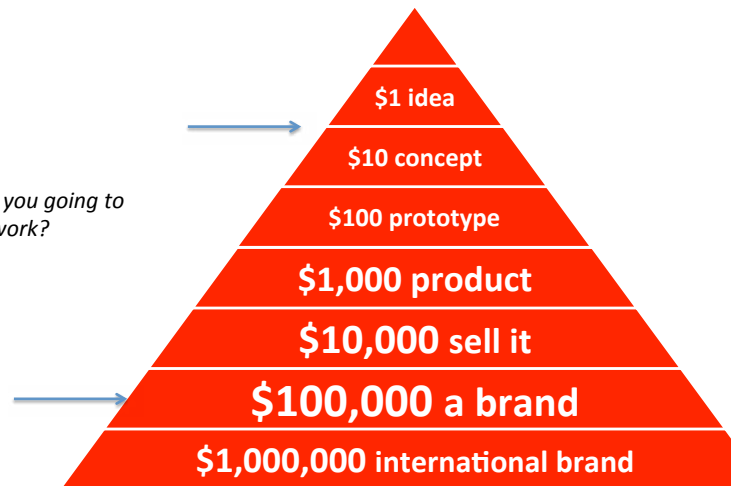 $1 idea
$10 concept
you going to
work?
$100 prototype
$1,000 product
$10,000 sell it
$100,000 a brand
$1,000,000 international brand